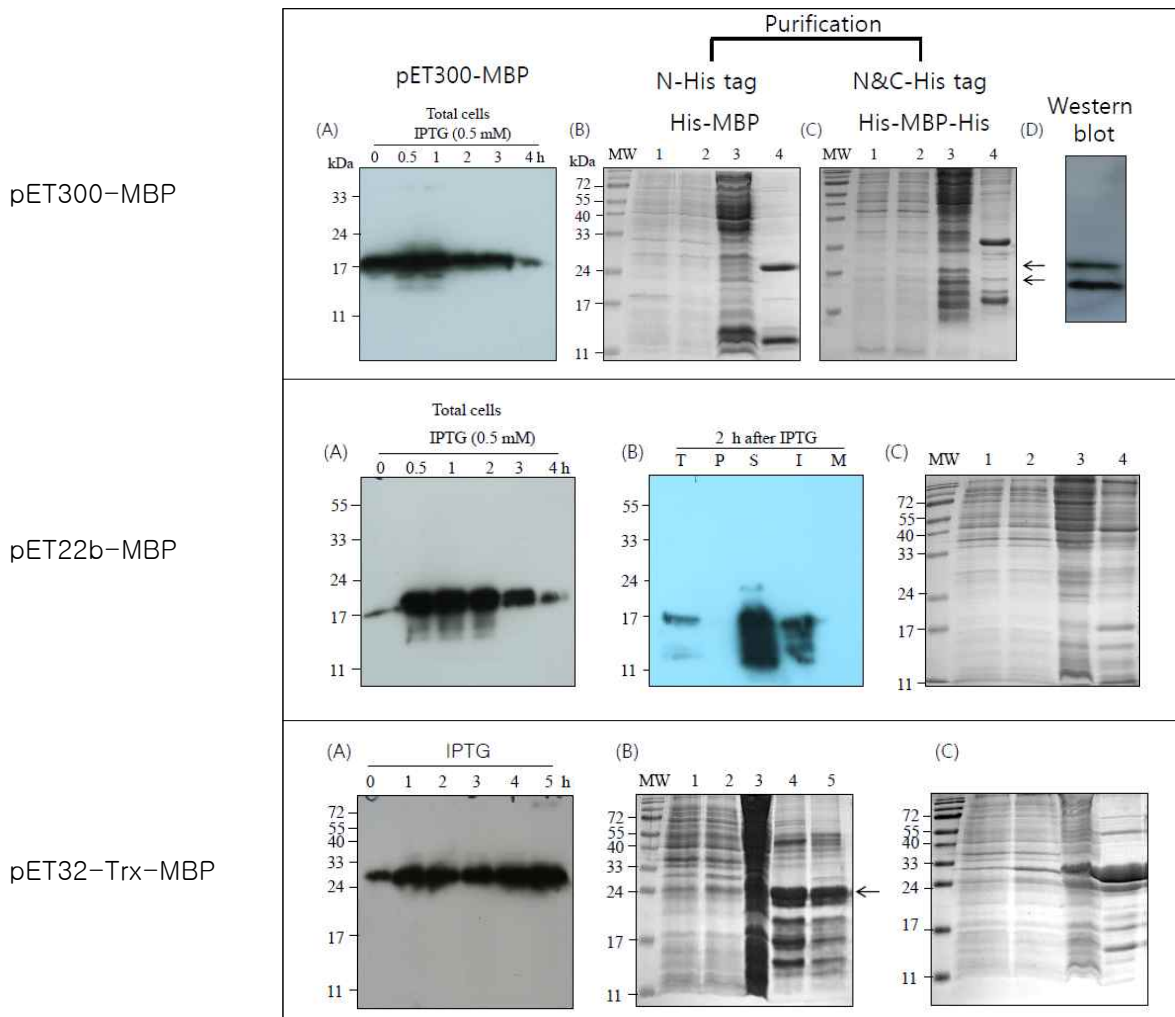 Purification
pET300-MBP
N-His tag
N&C-His tag
Total cells
IPTG (0.5 mM)
His-MBP
His-MBP-His
Western
blot
(A)
(B)
(C)
(D)
kDa
0 0.5 1 2 3 4 h
kDa
MW 1 2 3 4
MW 1 2 3 4
33
24
17
11
72
55
40
33
24
17
11
←
←
pET300-MBP
Total cells
IPTG (0.5 mM)
(A)
0 0.5 1 2 3 4 h
55
33
24
17
11
(B)
2 h after IPTG
T P S I M
55
33
24
17
11
(C)
MW 1 2 3 4
72
55
40
33
24
17
11
pET22b-MBP
(A)
IPTG
0 1 2 3 4 5 h
72
55
40
33
24
17
11
(B)
MW 1 2 3 4 5
72
55
40
33
24
17
11
←
(C)
72
55
40
33
24
17
11
pET32-Trx-MBP